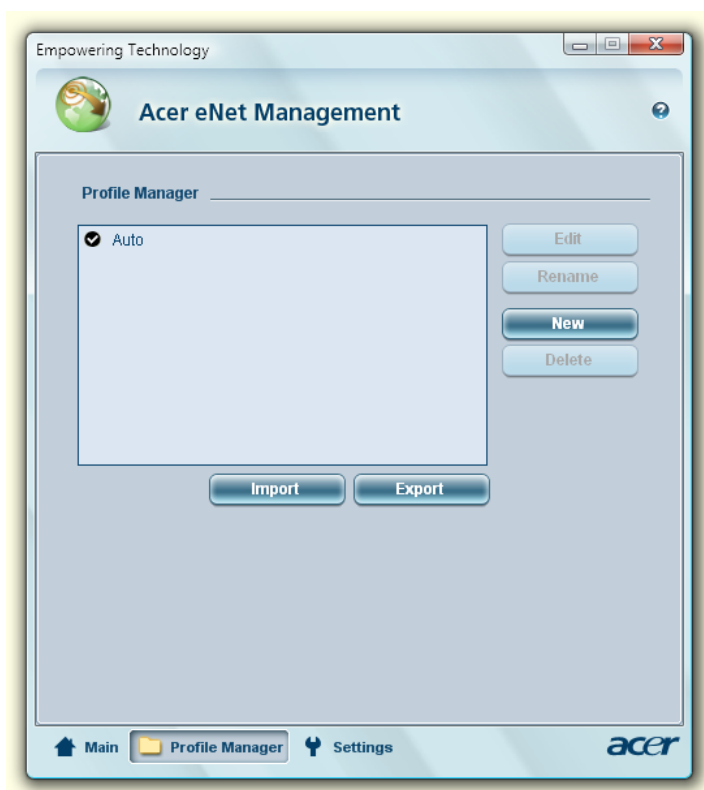 Empowering Technology
Acer eNet Management
Profile Manager
Auto
Edit
Rename
New
Delete
Import Export
Main Profile Manager Settings acer